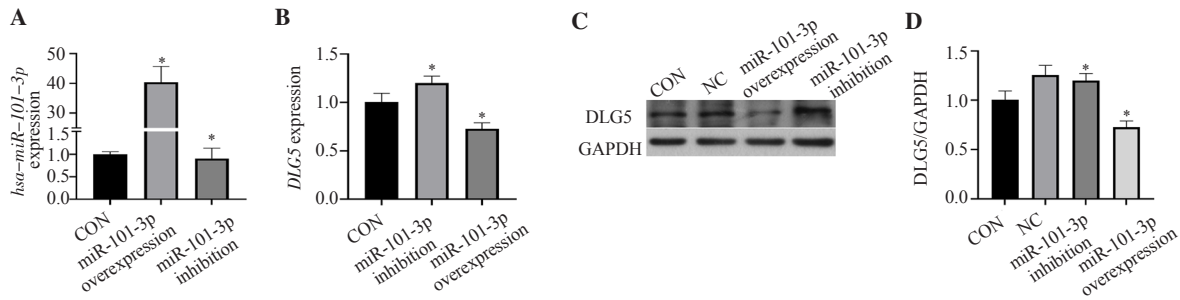 A
hsa–miR–101–3p
expression
50
40
30
1.5
1.0
0.5
0.0
*
*
CON
miR-101-3p
overexpression
miR-101-3p
inhibition
B
DLG5 expression
1.5
1.0
0.5
0.0
*
*
CON
miR-101-3p
inhibition
miR-101-3p
overexpression
C
CON
NC
miR-101-3p
overexpression
miR-101-3p
inhibition
DLG5
GAPDH
D
DLG5/GAPDH
1.5
1.0
0.5
0.0
*
*
CON
NC
miR-101-3p
inhibition
miR-101-3p
overexpression